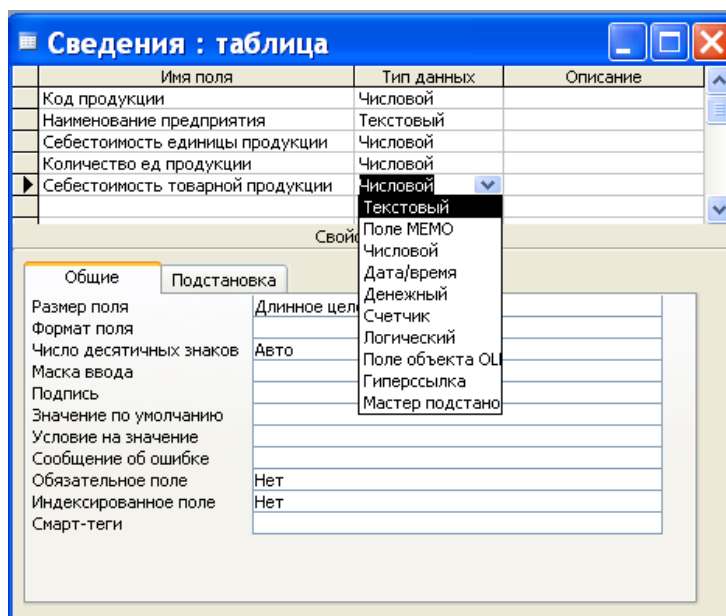 Сведения : таблица
Имя поля Тип данных Описание
Код продукции Числовой
Наименование предприятия Текстовый
Себестоимость единицы продукции Числовой
Количество ед продукции Числовой
Себестоимость товарной продукции Числовой
Текстовый
Свой
Поле МЕМО
Числовой
Дата/время
Денежный
Счетчик
Логический
Поле объекта OL
Гиперссылка
Мастер подстано
Общие Подстановка
Размер поля Длинное цел
Формат поля
Число десятичных знаков Авто
Маска ввода
Подпись
Значение по умолчанию
Условие на значение
Сообщение об ошибке
Обязательное поле Нет
Индексированное поле Нет
Смарт-теги